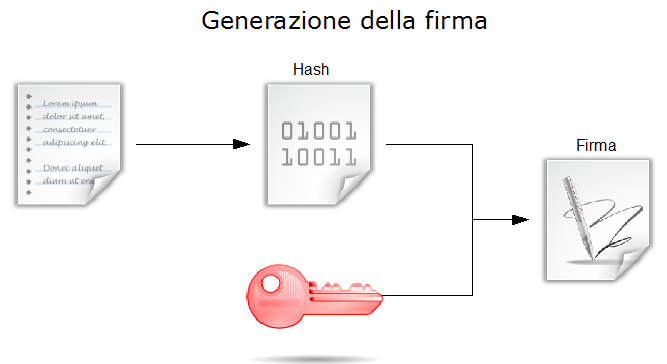 Generazione della firma
Hash
Lorem ipsum
dolor sit amet,
consectetuer
adipiscing elit.
Donec aliquet
diam ut
01001
10011
Firma